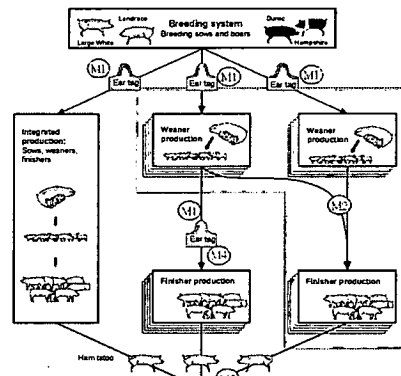 Landrace
Large White
Breeding system
Breeding sows and boars
Duroc
Hampshire
M1
Ear tag
M1
Ear tag
M1
Ear tag
Integrated
production:
Sows, weaners,
finishers
Weaner
production
Weaner
production
M1
Ear tag
M4
M2
Finisher production
Finisher production
Ham tatoo